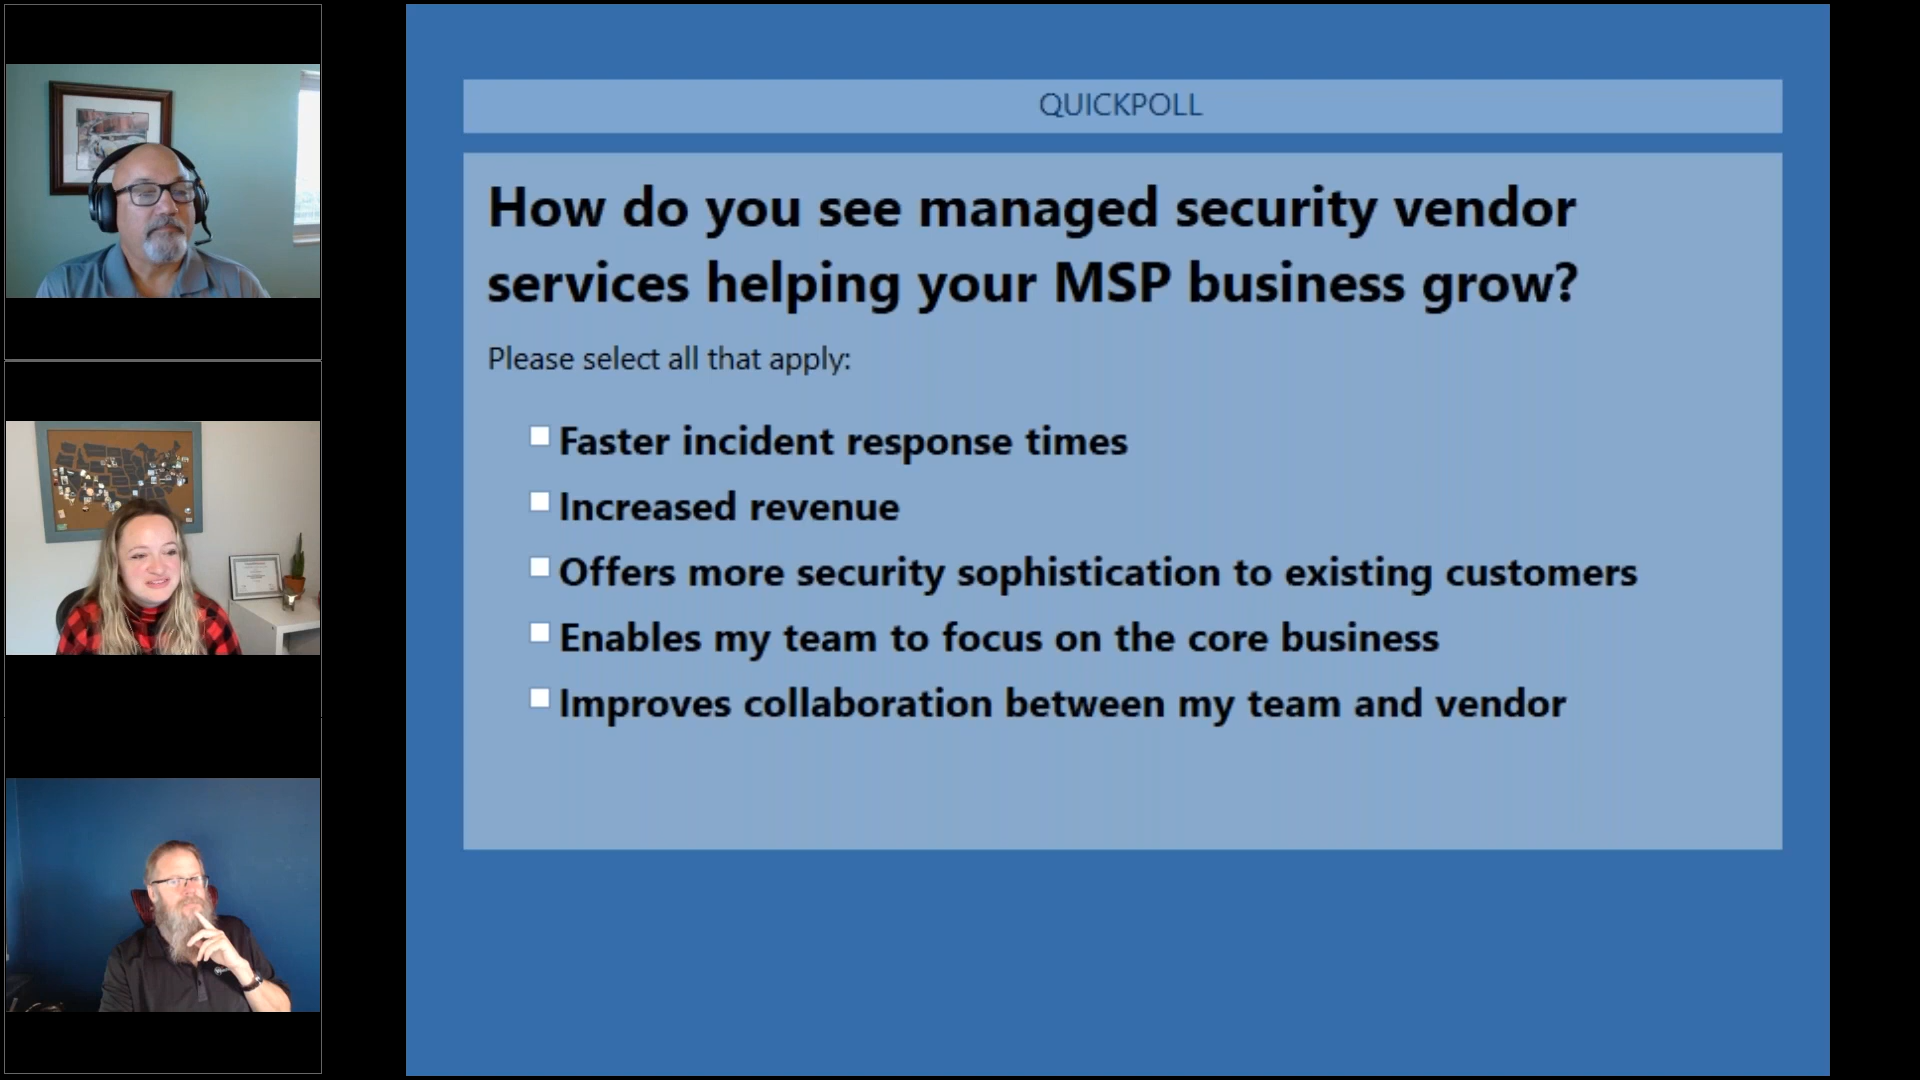 QUICKPOLL
How do you see managed security vendor
services helping your MSP business grow?
Please select all that apply:
Faster incident response times
Increased revenue
Offers more security sophistication to existing customers
Enables my team to focus on the core business
Improves collaboration between my team and vendor